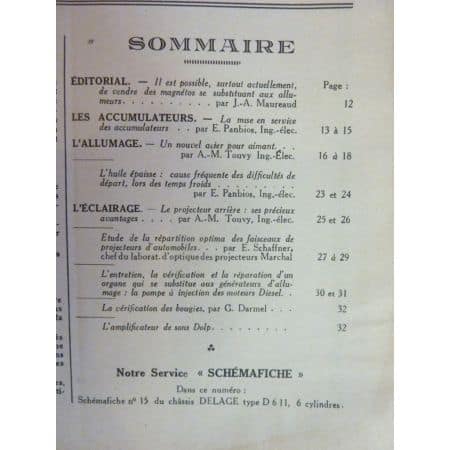 SOMMAIRE
ÉDITORIAL. — Il est possible, surtout actuellement, Page :
de vendre des magnétos se substituant aux allu-
meurs. . . . . . . . . par J.-A. Maureaud 12
LES ACCUMULATEURS. — La mise en service
des accumulateurs . . par E. Panbios, Ing.-élec. 13 à 15
L'ALLUMAGE. — Un nouvel acier pour aimant. . .
par A.-M. Touvy Ing.-Élec. 16 à 18
L'huile épaisse : cause fréquente des difficultés de
départ, lors des temps froids . . . . . . . . .
par E. Panbios, Ing.-élec. 23 et 24
L'ÉCLAIRAGE. — Le projecteur arrière : ses précieux
avantages . . . . par A.-M. Touvy, Ing.-élec. 25 et 26
Etude de la répartition optima des faisceaux de
projecteurs d'automobiles. . . par E. Schaffner,
chef du laborat. d'optique des projecteurs Marchal 27 à 29
L'entretien, la vérification et la réparation d'un
organe qui se substitue aux générateurs d'allu-
mage : la pompe à injection des moteurs Diesel. . 30 et 31
La vérification des bougies, par G. Darmel . . . 32
L'amplificateur de sons Dolp. . . . . . . . . 32
Notre Service « SCHÉMAFICHE »
Dans ce numéro :
Schémafiche n° 15 du châssis DELAGE type D 6 11, 6 cylindres.